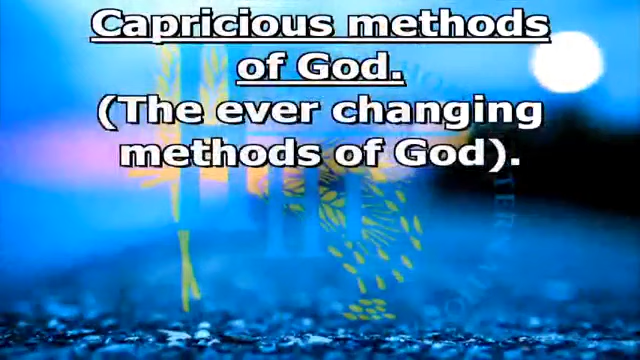 Capricious methods
of God.
(The ever changing
methods of God).